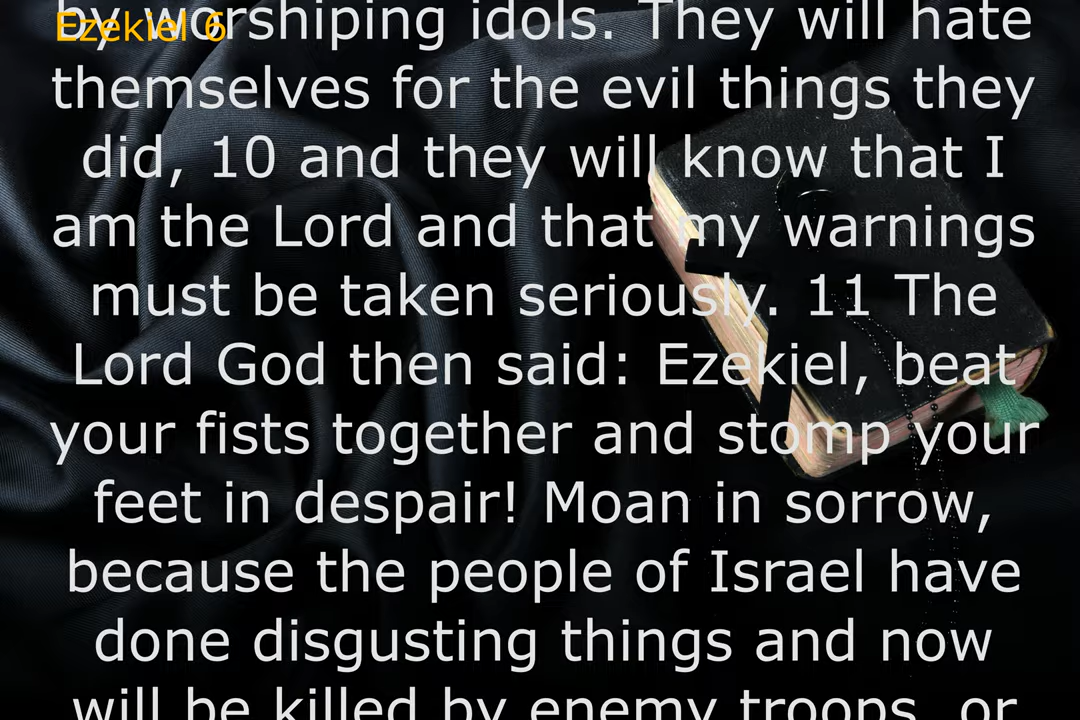 Ezekiel 6
by worshiping idols. They will hate
themselves for the evil things they
did, 10 and they will know that I
am the Lord and that my warnings
must be taken seriously. 11 The
Lord God then said: Ezekiel, beat
your fists together and stomp your
feet in despair! Moan in sorrow,
because the people of Israel have
done disgusting things and now
will be killed by enemy troops, or